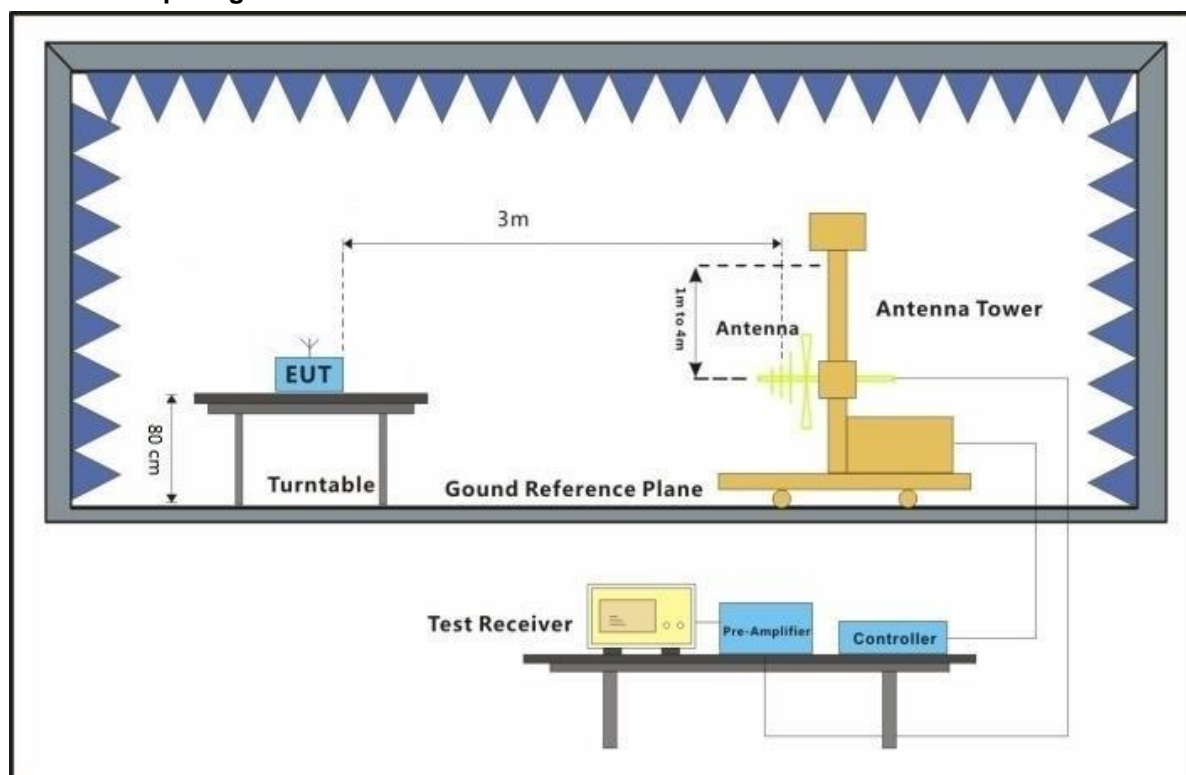 3m
1m to 4m
Antenna
Antenna Tower
EUT
80 cm
Turntable
Gound Reference Plane
Test Receiver
Pre-Amplifier
Controller